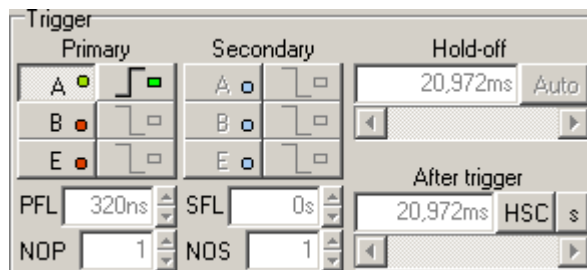 Trigger
Primary Secondary Hold-off
A A 20,972ms Auto
B B
E E After trigger
PFL 320ns SFL 0s 20,972ms HSC s
NOP 1 NOS 1